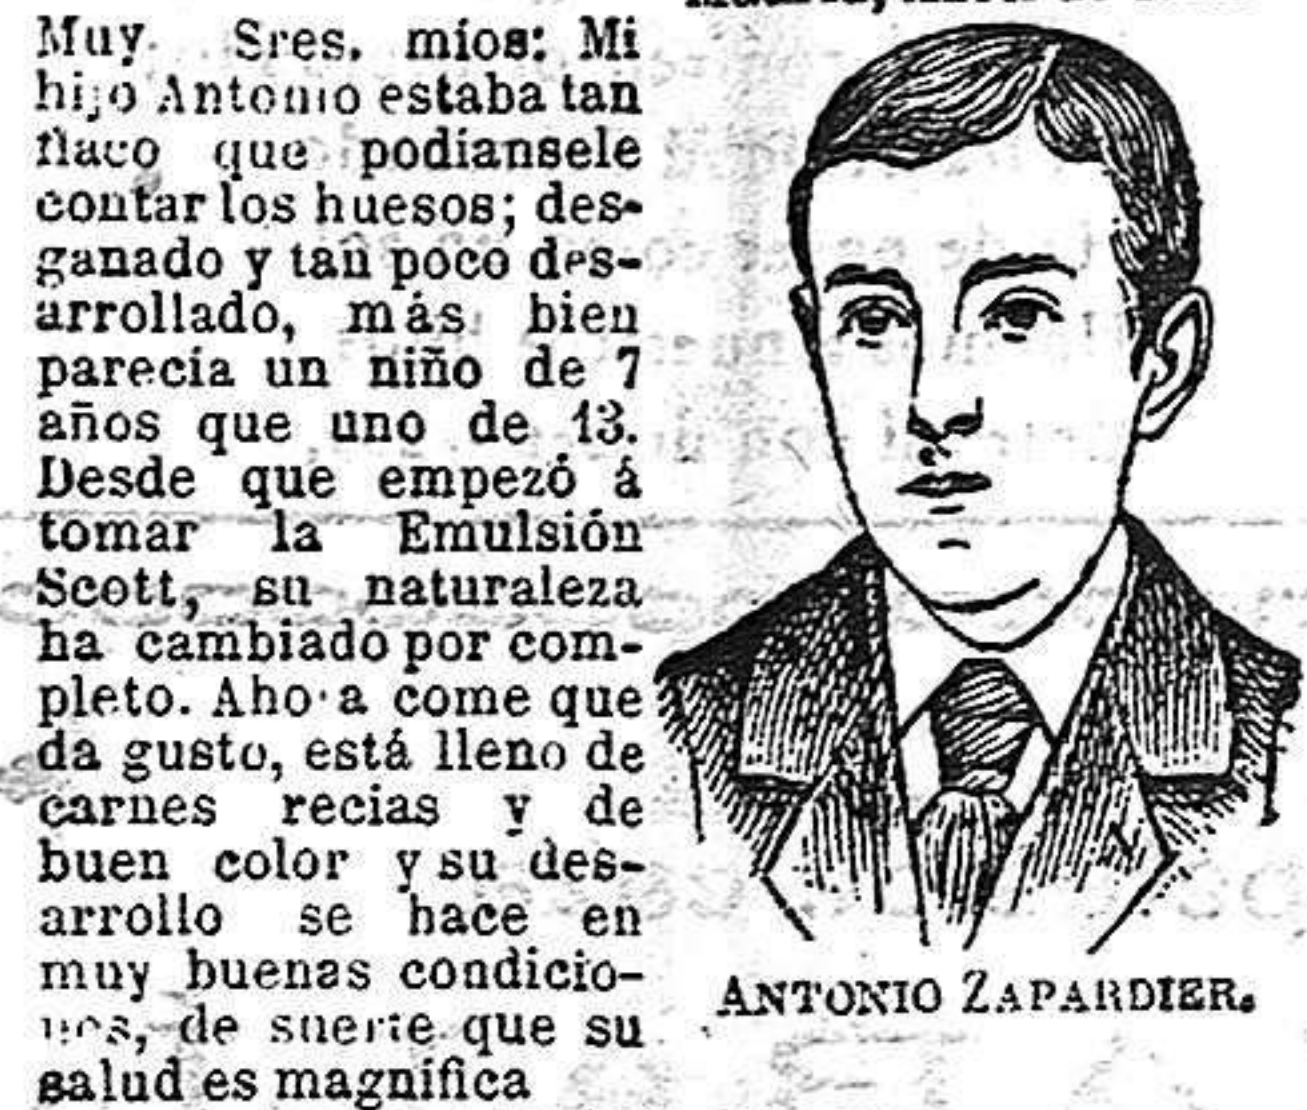 Muy Sres. míos: Mi
hijo Antonio estaba tan
flaco que podíansele
contar los huesos; des-
ganado y tan poco des-
arrollado, más bien
parecía un niño de 7
años que uno de 13.
Desde que empezó á
tomar la Emulsión
Scott, su naturaleza
ha cambiado por com-
pleto. Ahora come que
da gusto, está lleno de
carnes recias y de
buen color y su des-
arrollo se hace en
muy buenas condicio-
nes, de suerte que su
salud es magnífica
ANTONIO ZAPARDIER.